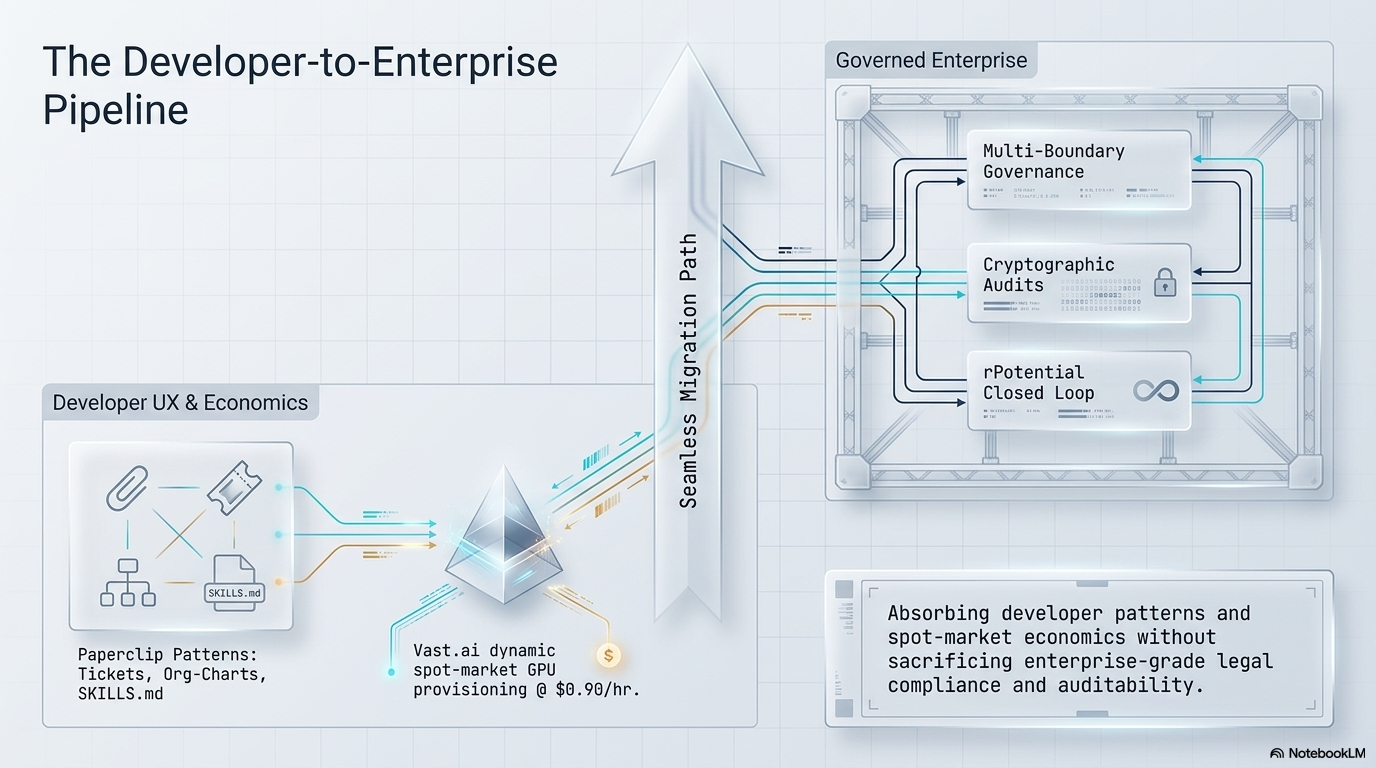 The Developer-to-Enterprise
Pipeline
Governed Enterprise
Multi-Boundary
Governance
Cryptographic
Audits
rPotential
Closed Loop
Seamless Migration Path
Developer UX & Economics
SKILLS.md
Paperclip Patterns:
Tickets, Org-Charts,
SKILLS.md
$
Vast.ai dynamic
spot-market GPU
provisioning @ $0.90/hr.
Absorbing developer patterns and
spot-market economics without
sacrificing enterprise-grade legal
compliance and auditability.
NotebookLM